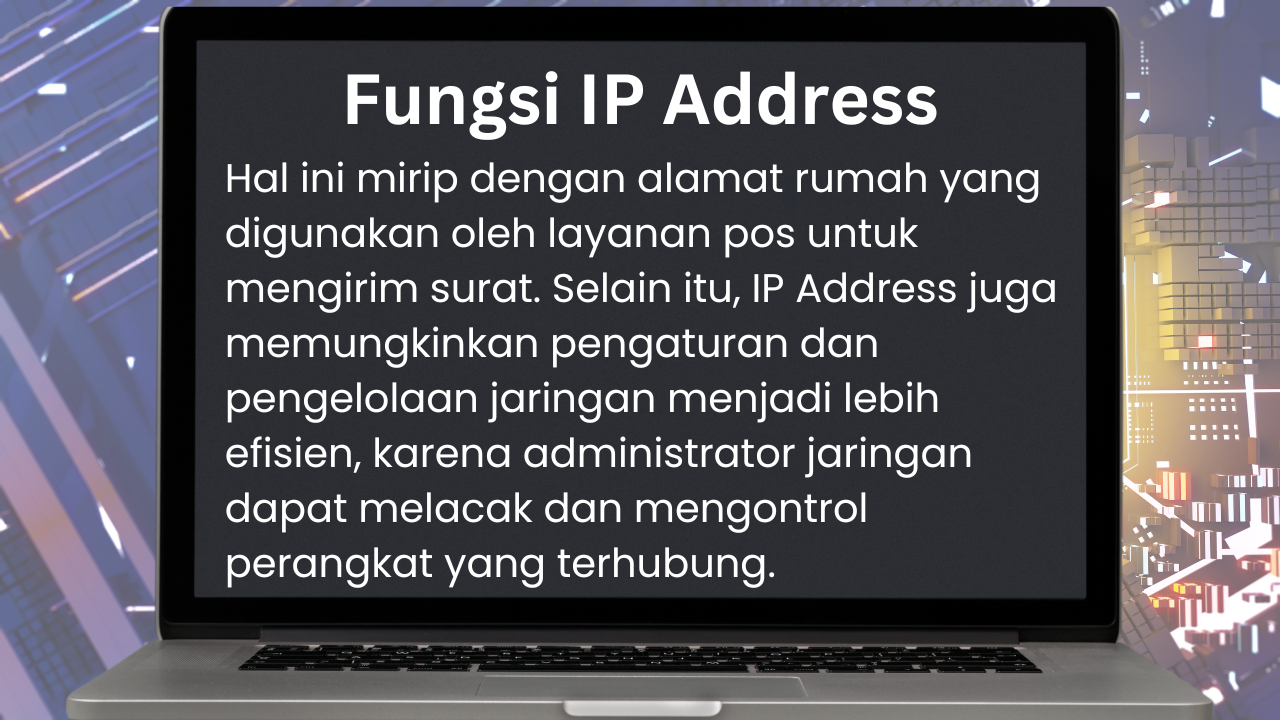 Fungsi IP Address
Hal ini mirip dengan alamat rumah yang
digunakan oleh layanan pos untuk
mengirim surat. Selain itu, IP Address juga
memungkinkan pengaturan dan
pengelolaan jaringan menjadi lebih
efisien, karena administrator jaringan
dapat melacak dan mengontrol
perangkat yang terhubung.